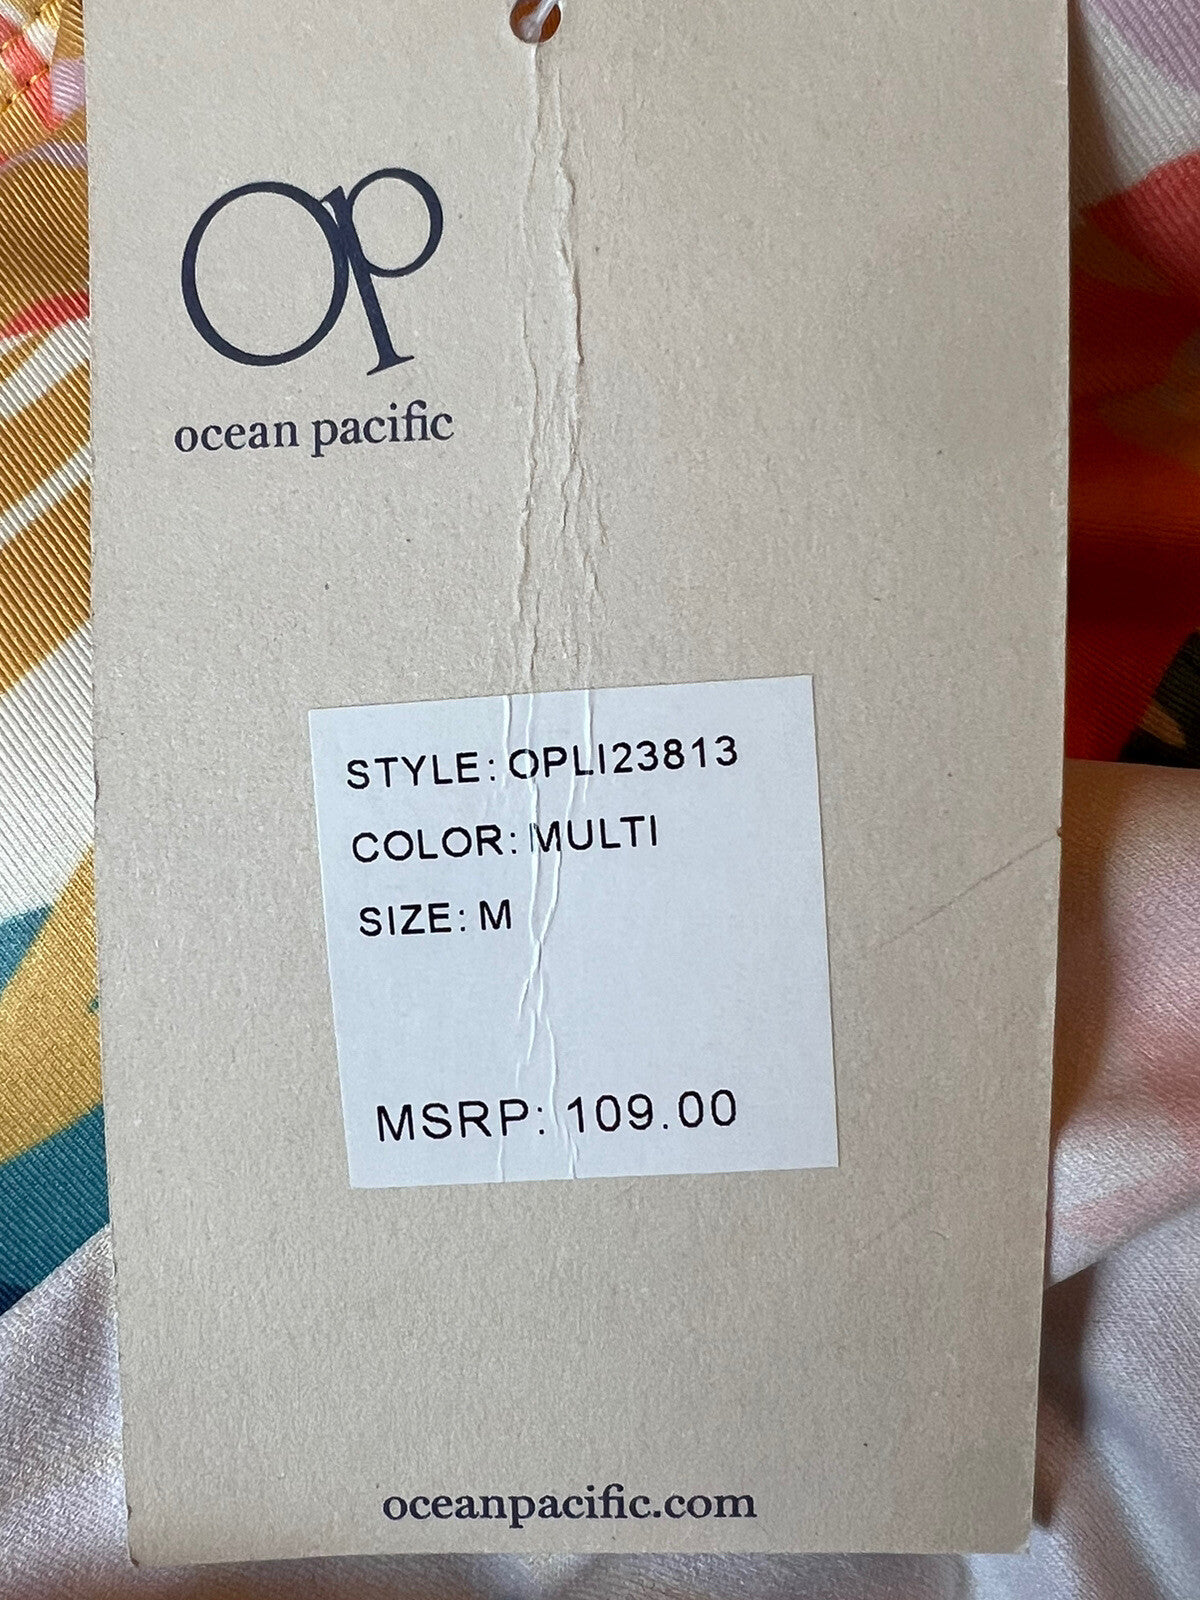 Op
ocean pacific
STYLE: OPLI23813
COLOR: MULTI
SIZE: M
MSRP: 109.00
oceanpacific.com